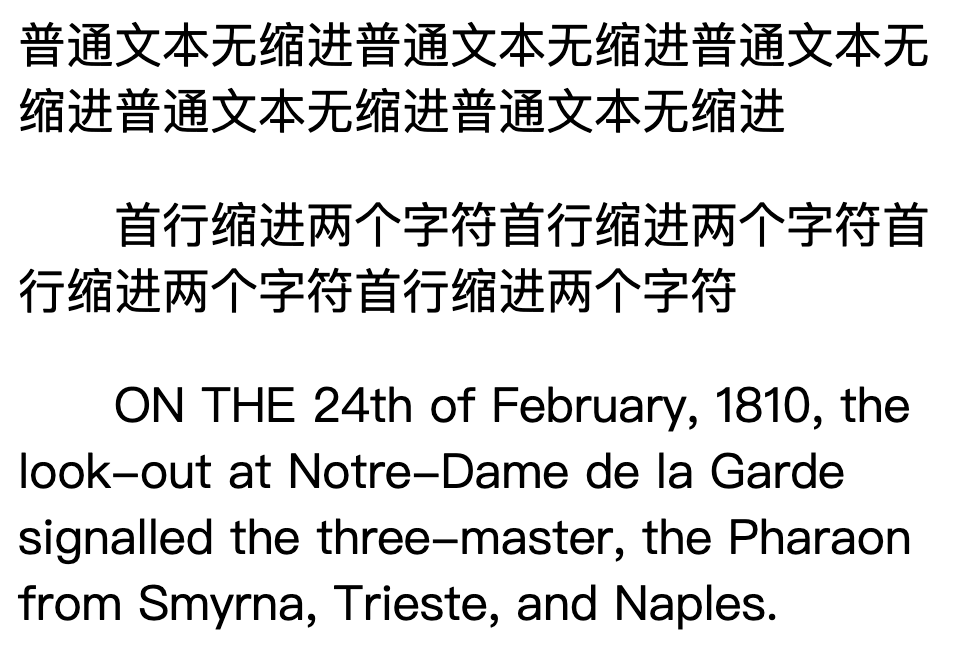 普通文本无缩进普通文本无缩进普通文本无
缩进普通文本无缩进普通文本无缩进
首行缩进两个字符首行缩进两个字符首
行缩进两个字符首行缩进两个字符
ON THE 24th of February, 1810, the
look-out at Notre-Dame de la Garde
signalled the three-master, the Pharaon
from Smyrna, Trieste, and Naples.